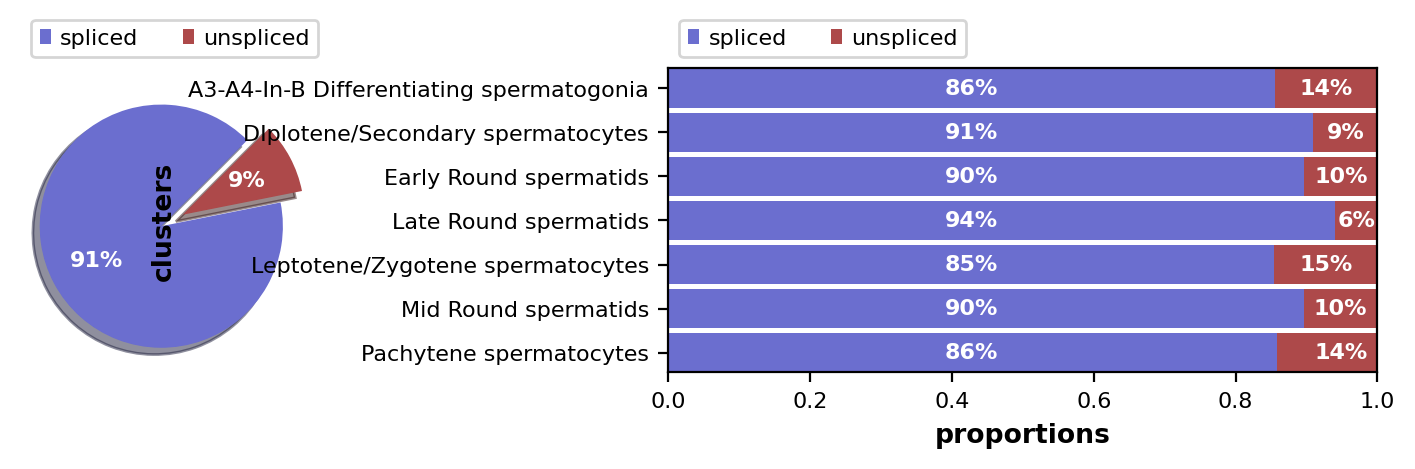 spliced unspliced
spliced unspliced
clusters
91%
9%
A3-A4-In-B Differentiating spermatogonia 86% 14%
DIplotene/Secondary spermatocytes 91% 9%
Early Round spermatids 90% 10%
Late Round spermatids 94% 6%
Leptotene/Zygotene spermatocytes 85% 15%
Mid Round spermatids 90% 10%
Pachytene spermatocytes 86% 14%
0.0 0.2 0.4 0.6 0.8 1.0
proportions